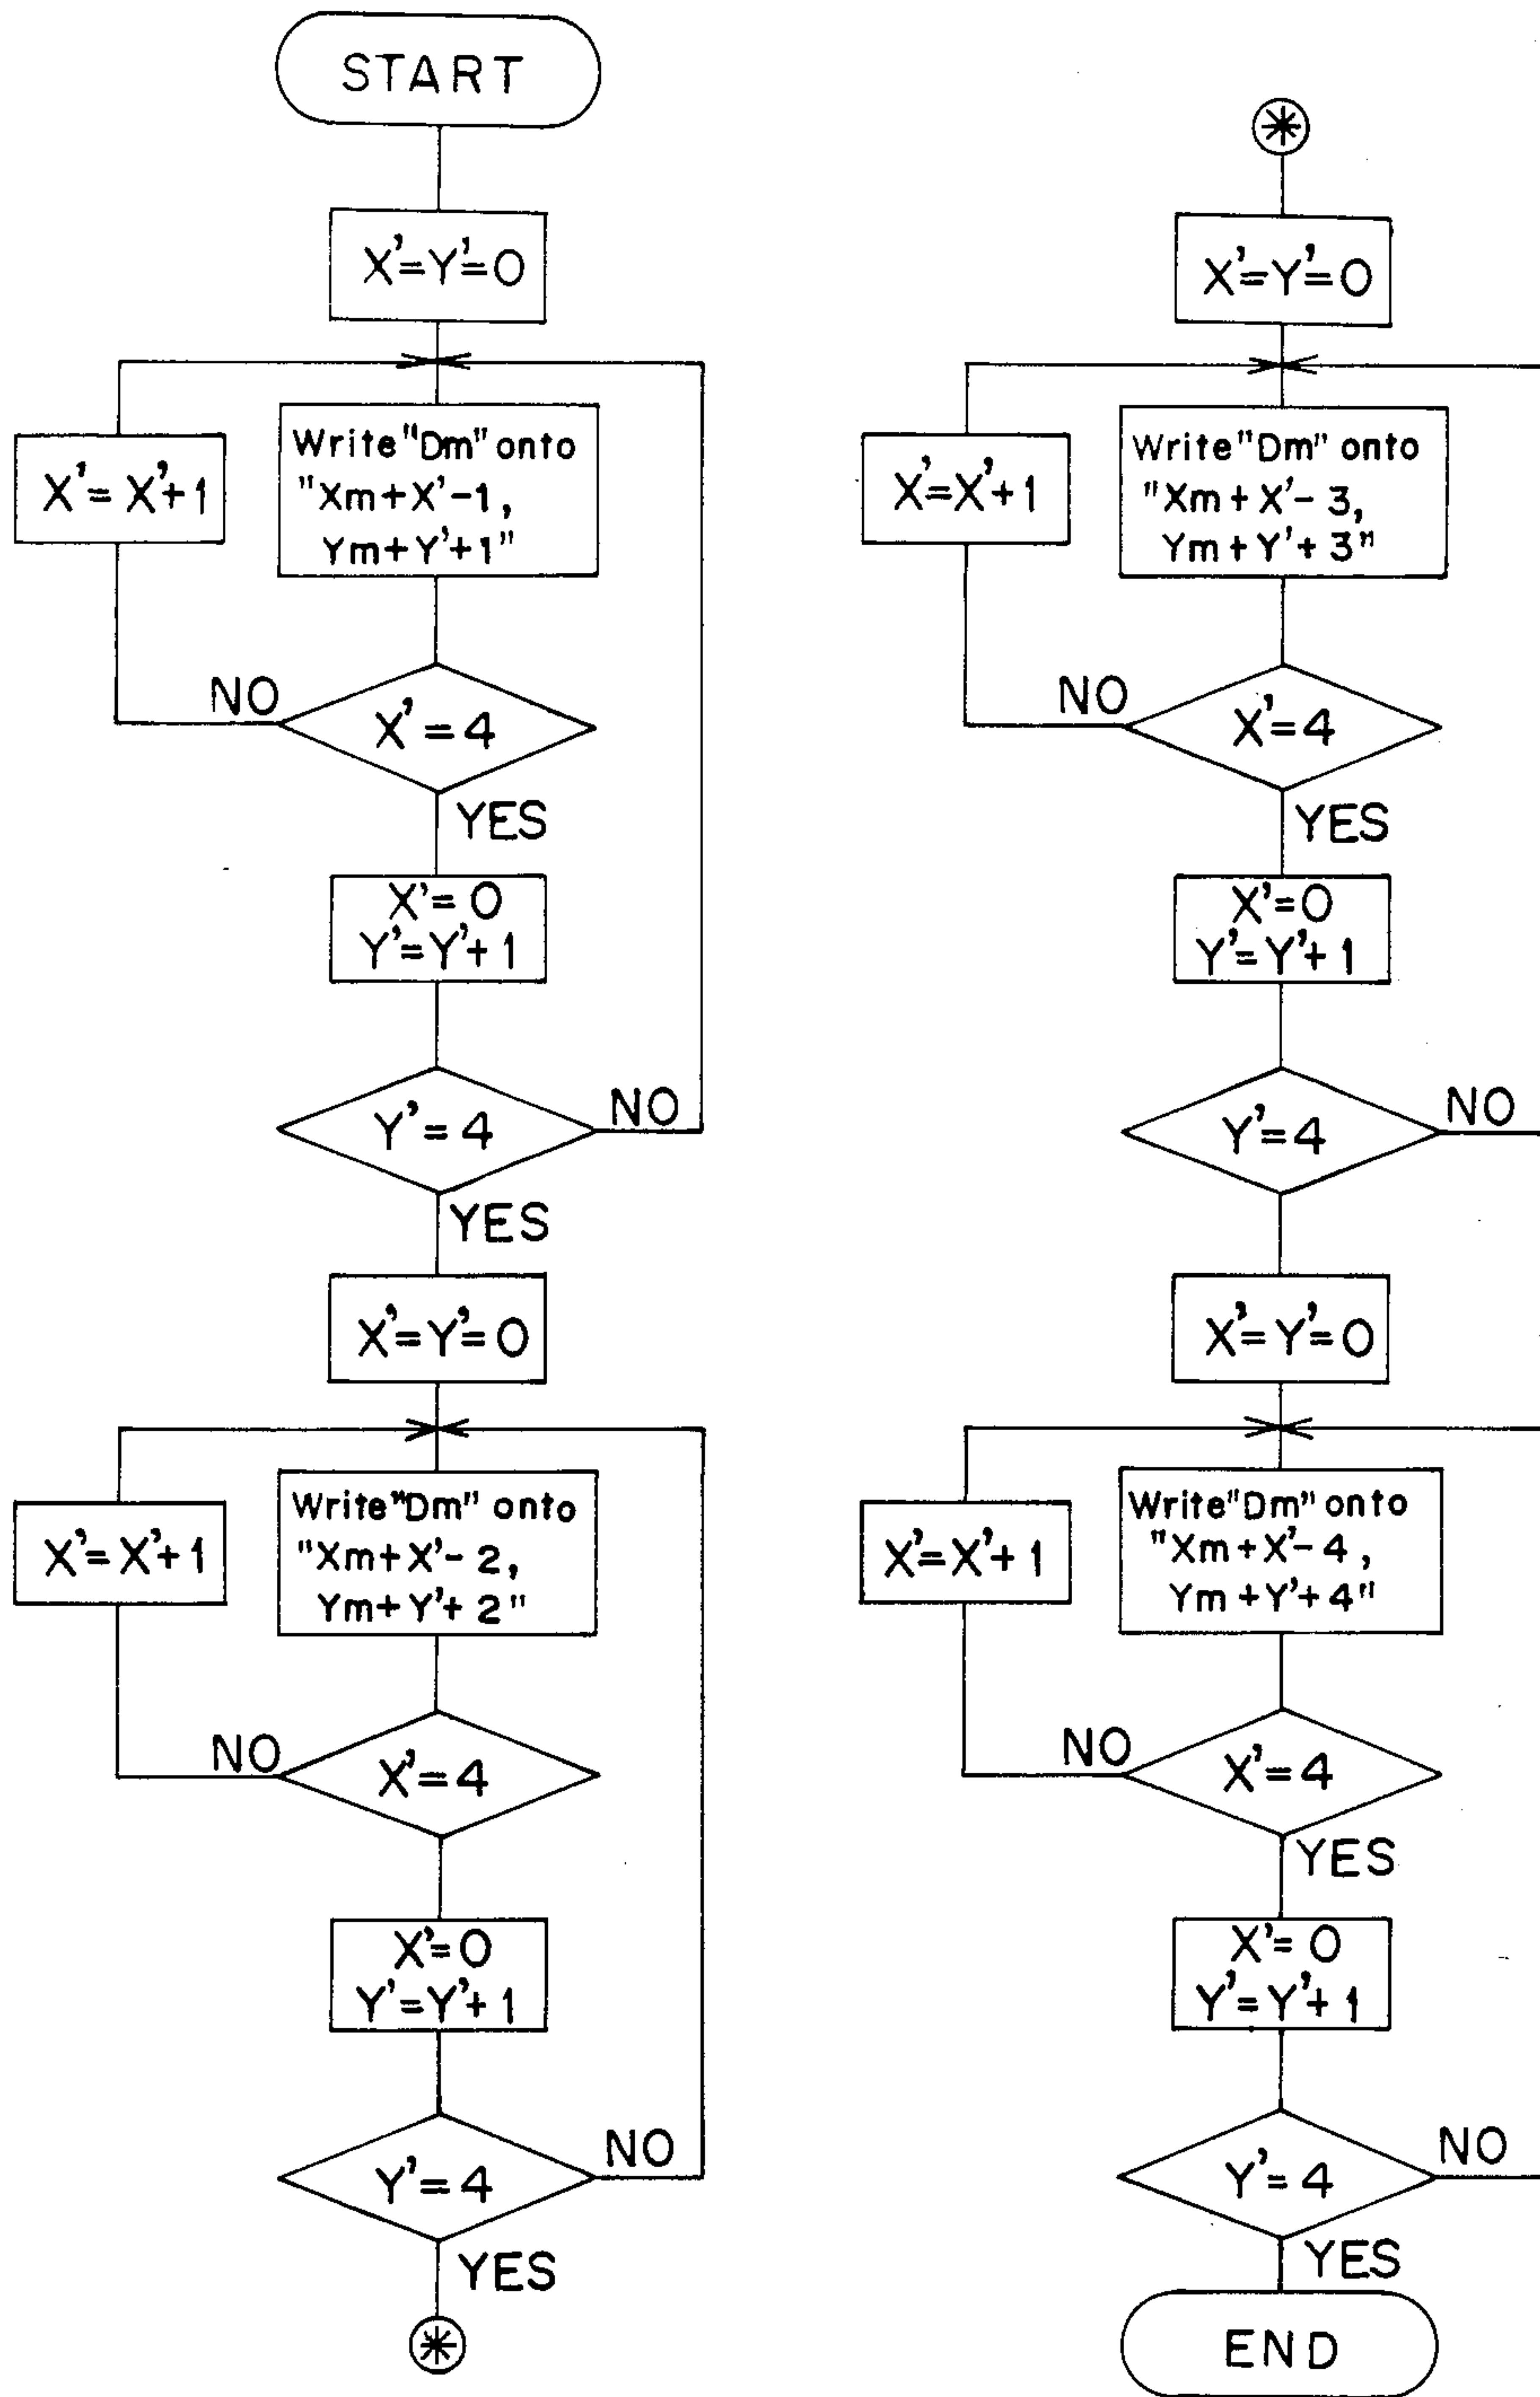 START
X'=Y'=0
X'=X'+1
Write"Dm" onto
"Xm+X'-1,
Ym+Y'+1"
NO
X'=4
YES
X'=0
Y'=Y'+1
Y'=4
NO
YES
X'=Y'=0
X'=X'+1
Write"Dm" onto
"Xm+X'-2,
Ym+Y'+2"
NO
X'=4
X'=0
Y'=Y'+1
Y'=4
NO
YES
✳
✳
X'=Y'=0
X'=X'+1
Write"Dm" onto
"Xm+X'-3,
Ym+Y'+3"
NO
X'=4
YES
X'=0
Y'=Y'+1
Y'=4
NO
X'=Y'=0
X'=X'+1
Write"Dm" onto
"Xm+X'-4,
Ym+Y'+4"
NO
X'=4
YES
X'=0
Y'=Y'+1
Y'=4
NO
YES
END